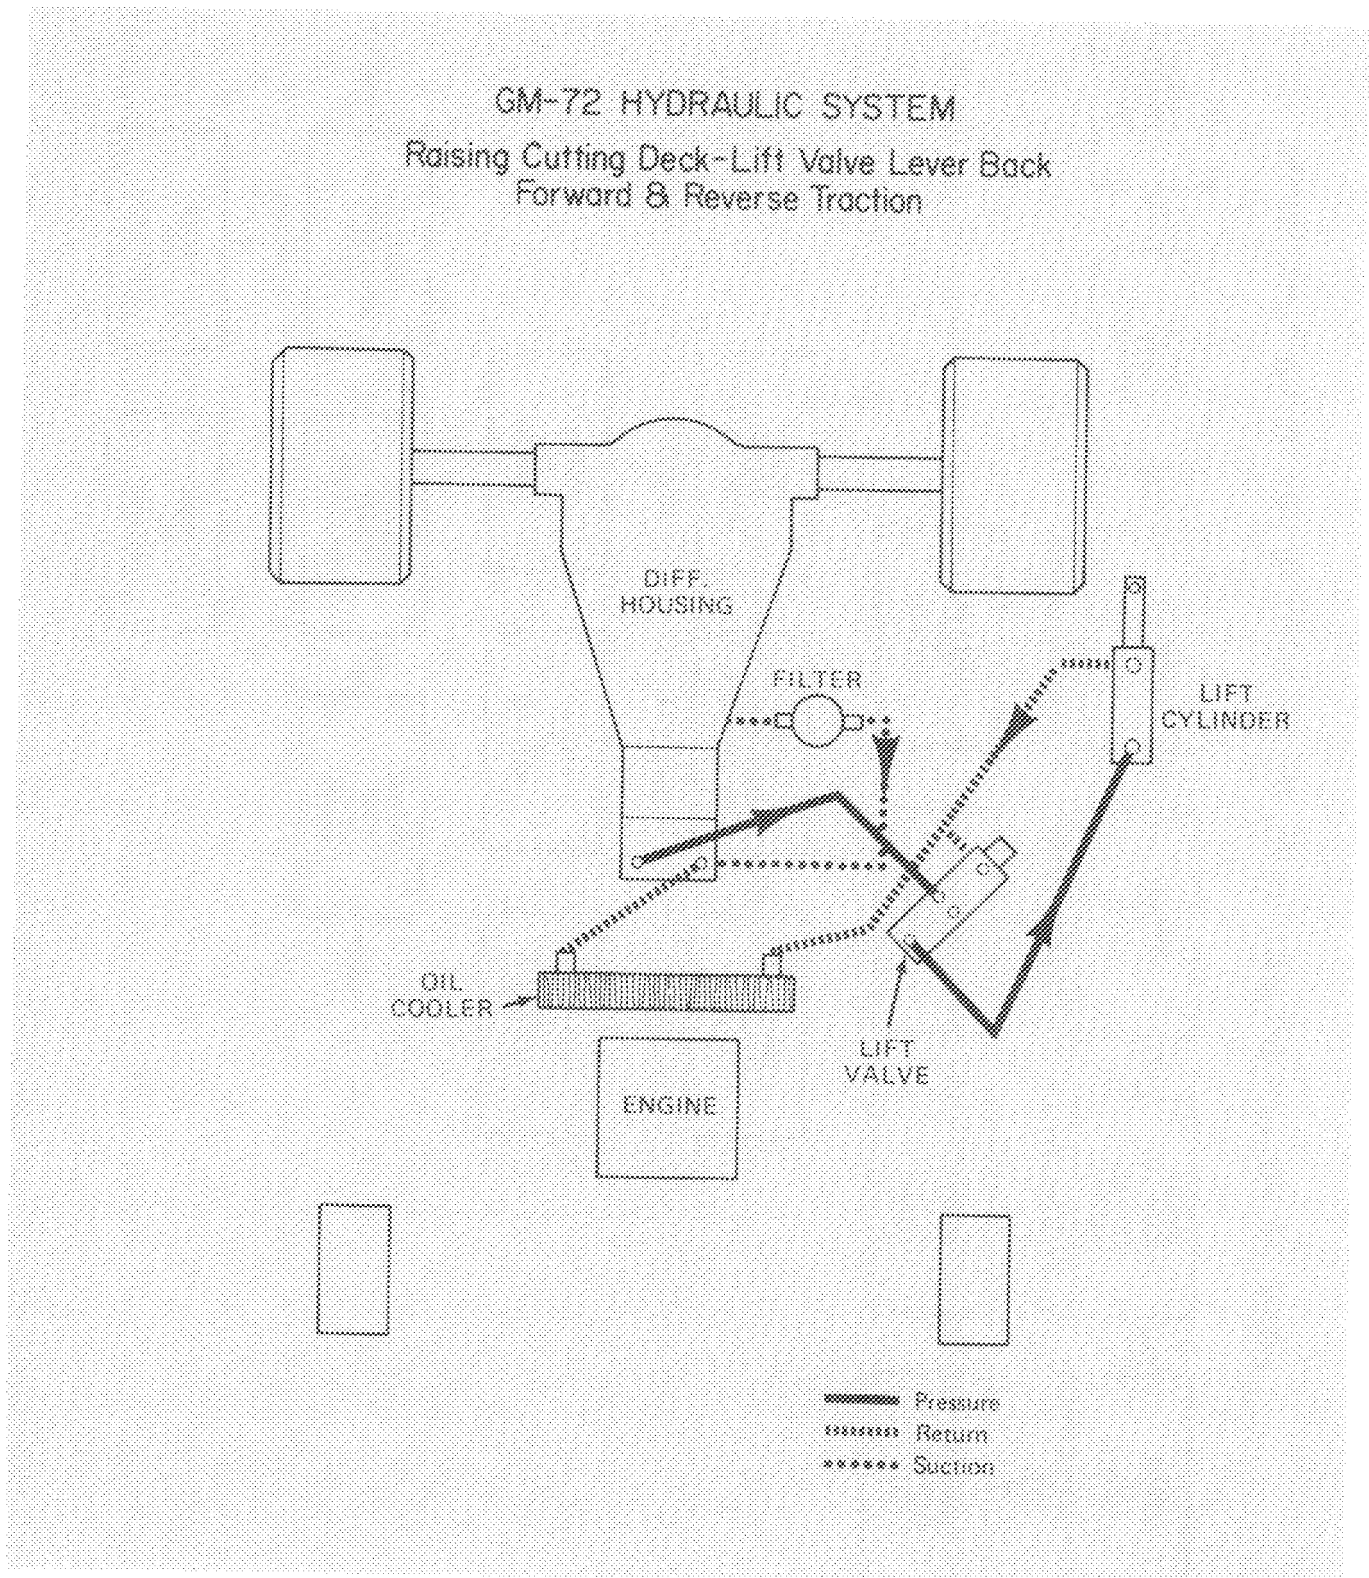 GM-72 HYDRAULIC SYSTEM
Raising Cutting Deck-Lift Valve Lever Back
Forward & Reverse Traction
DIFF.
HOUSING
FILTER
LIFT
CYLINDER
OIL
COOLER
LIFT
VALVE
ENGINE
Pressure
Return
Suction